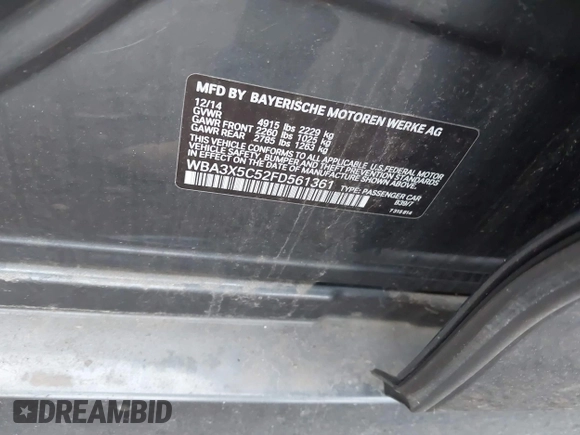 MFD BY BAYERISCHE MOTOREN WERKE AG
12/14
GVWR 4915 lbs 2229 kg
GAWR FRONT 2260 lbs 1025 kg
GAWR REAR 2785 lbs 1263 kg
THIS VEHICLE CONFORMS TO ALL APPLICABLE U.S. FEDERAL MOTOR
VEHICLE SAFETY, BUMPER AND THEFT PREVENTION STANDARDS
IN EFFECT ON THE DATE OF MANUFACTURE SHOWN ABOVE.
WBA3X5C52FD561361
TYPE: PASSENGER CAR
DREAMBID